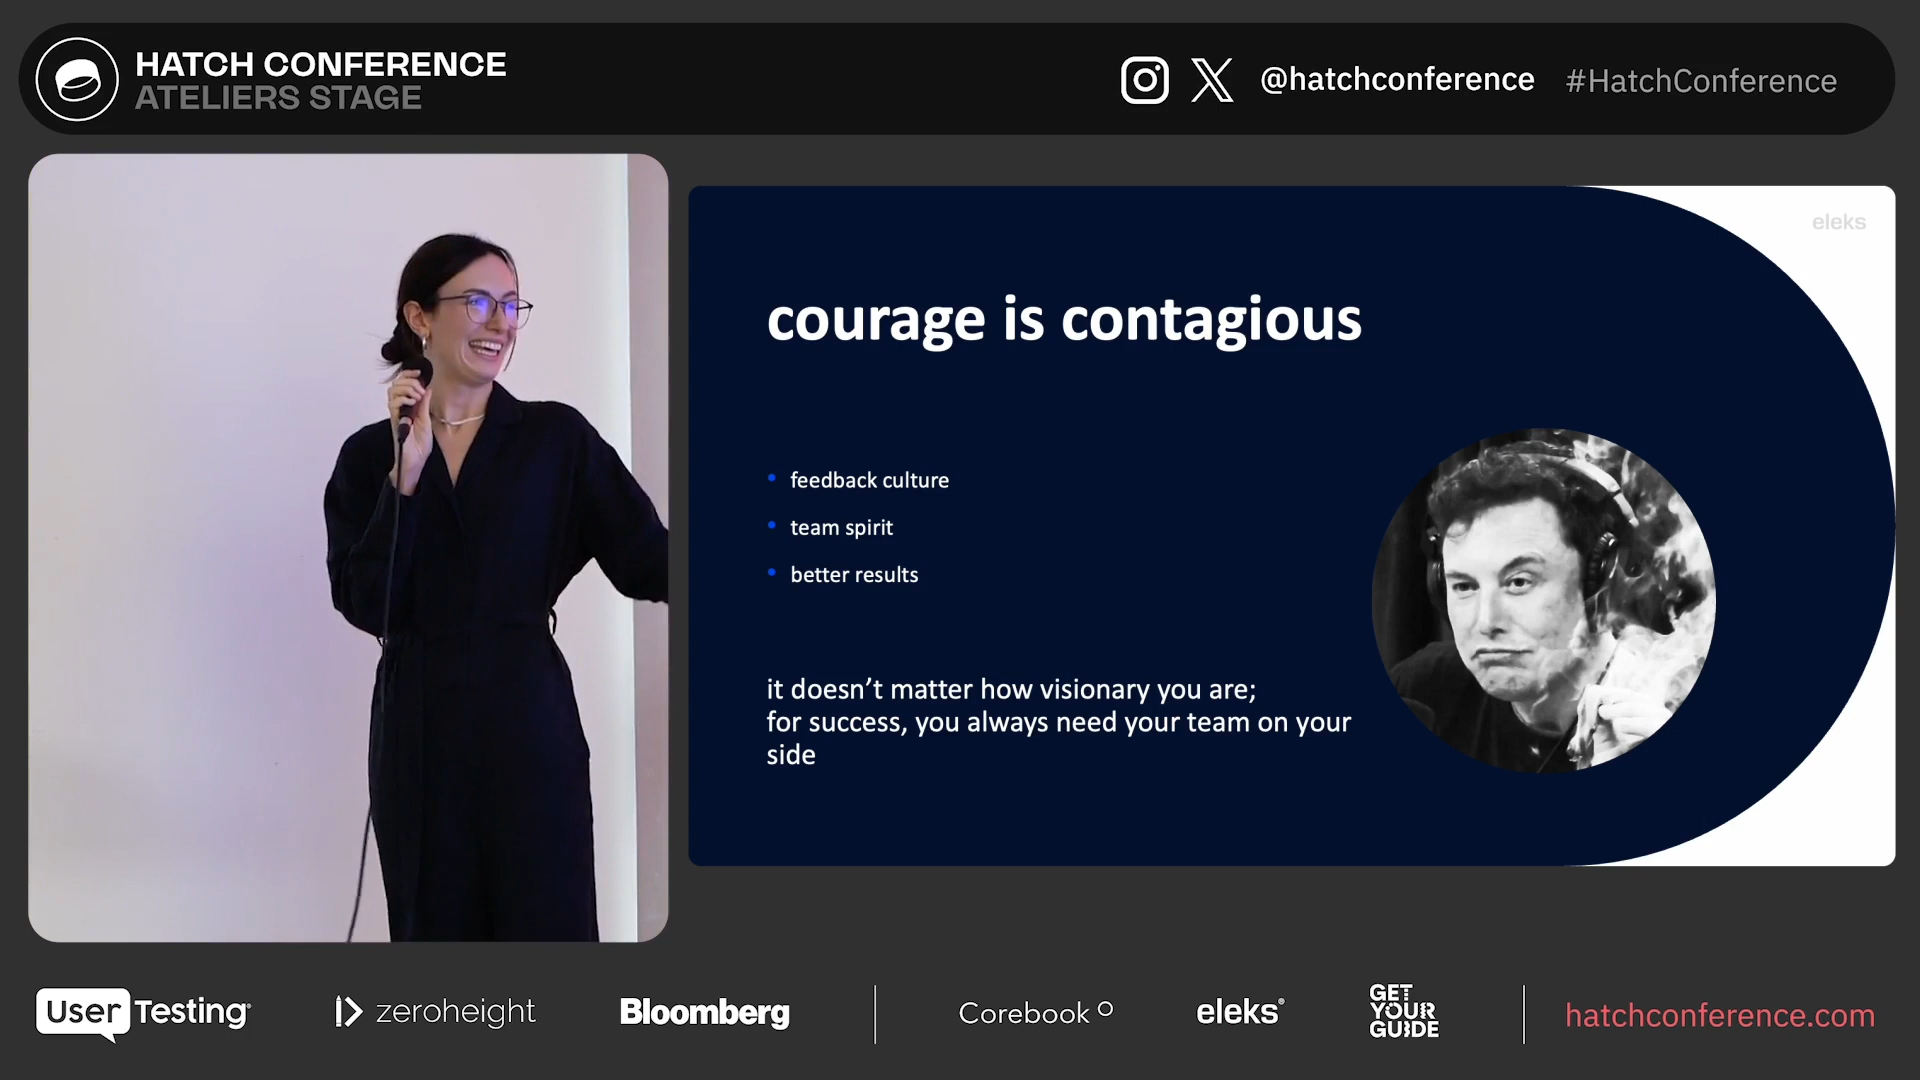 HATCH CONFERENCE
ATELIERS STAGE
@hatchconference #HatchConference
eleks
courage is contagious
• feedback culture
• team spirit
• better results
it doesn’t matter how visionary you are;
for success, you always need your team on your
side
UserTesting®
zeroheight
Bloomberg
Corebook
eleks®
GET
YOUR
GUIDE
hatchconference.com